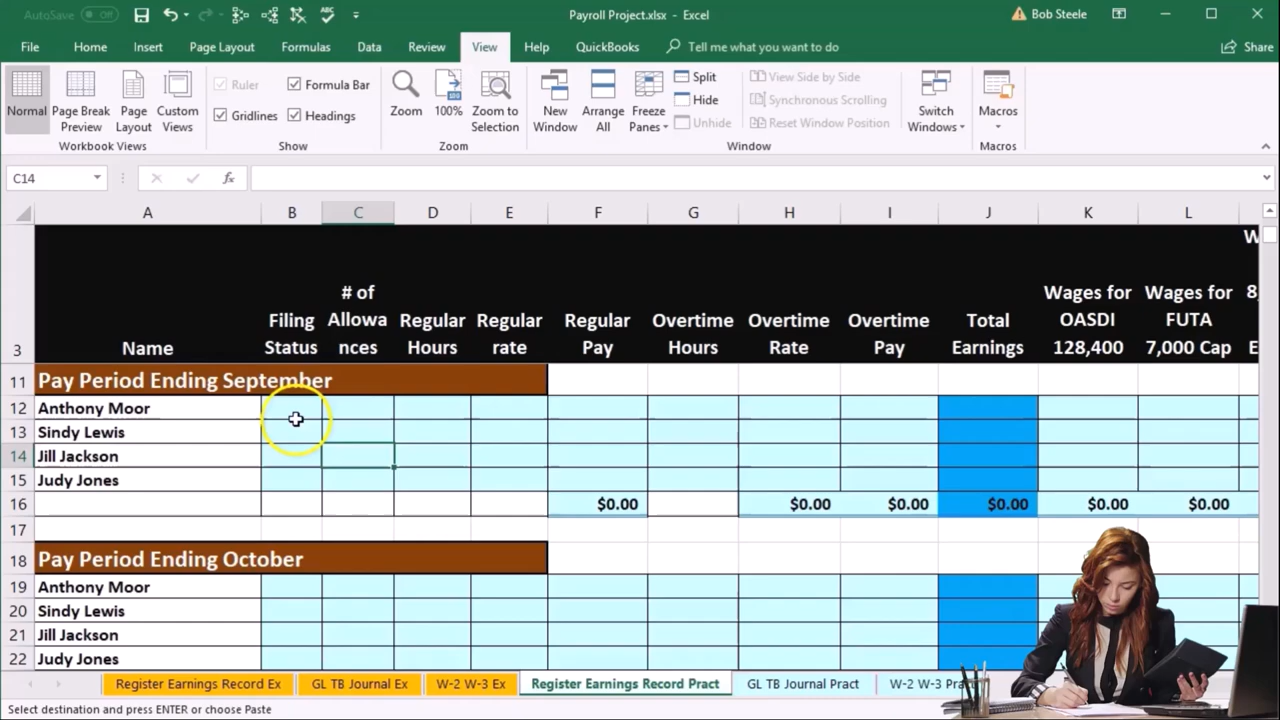 AutoSave Off Payroll Project.xlsx - Excel Bob Steele
File Home Insert Page Layout Formulas Data Review View Help QuickBooks Tell me what you want to do Share
Normal Page Break Preview Page Layout Custom Views
Workbook Views
Ruler Formula Bar
Gridlines Headings
Show
Zoom 100% Zoom to Selection
Zoom
New Window Arrange All Freeze Panes
Split
Hide
Unhide
View Side by Side
Synchronous Scrolling
Reset Window Position
Switch Windows
Window
Macros
Macros
C14 fx
A B C D E F G H I J K L
3 Name Filing Status # of Allowa nces Regular Hours Regular rate Regular Pay Overtime Hours Overtime Rate Overtime Pay Total Earnings Wages for OASDI 128,400 Wages for FUTA 7,000 Cap
11 Pay Period Ending September
12 Anthony Moor
13 Sindy Lewis
14 Jill Jackson
15 Judy Jones
16 $0.00 $0.00 $0.00 $0.00 $0.00 $0.00
17
18 Pay Period Ending October
19 Anthony Moor
20 Sindy Lewis
21 Jill Jackson
22 Judy Jones
Register Earnings Record Ex GL TB Journal Ex W-2 W-3 Ex Register Earnings Record Pract GL TB Journal Pract W-2 W-3 Pra
Select destination and press ENTER or choose Paste